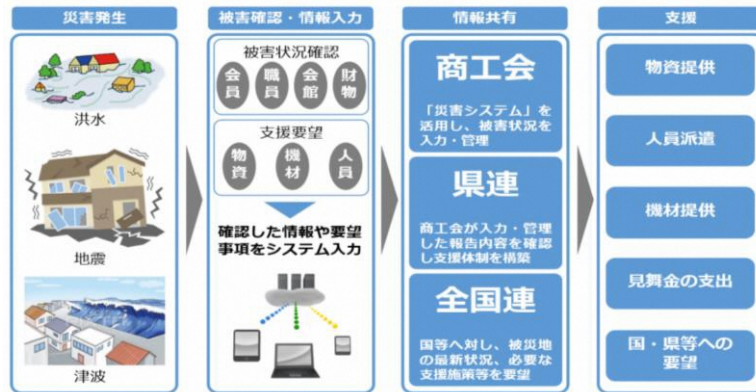 災害発生
洪水
地震
津波
被害確認・情報入力
被害状況確認
会員
職員
会館
財物
支援要望
物資
機材
人員
確認した情報や要望
事項をシステム入力
情報共有
商工会
「災害システム」を
活用し、被害状況を
入力・管理
県連
商工会が入力・管理
した報告内容を確認
し支援体制を構築
全国連
国等へ対し、被災地
の最新状況、必要な
支援施策等を要望
支援
物資提供
人員派遣
機材提供
見舞金の支出
国・県等への
要望